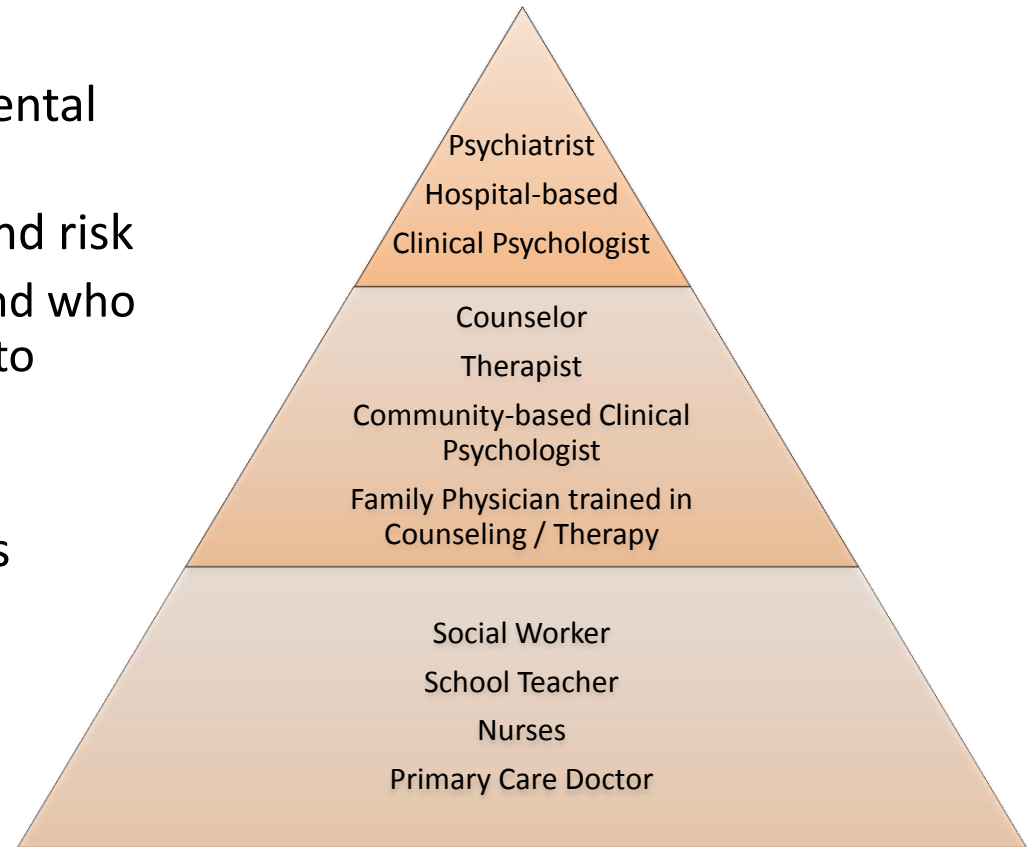 ental
nd risk
nd who
to
s
Psychiatrist
Hospital-based
Clinical Psychologist
Counselor
Therapist
Community-based Clinical
Psychologist
Family Physician trained in
Counseling / Therapy
Social Worker
School Teacher
Nurses
Primary Care Doctor